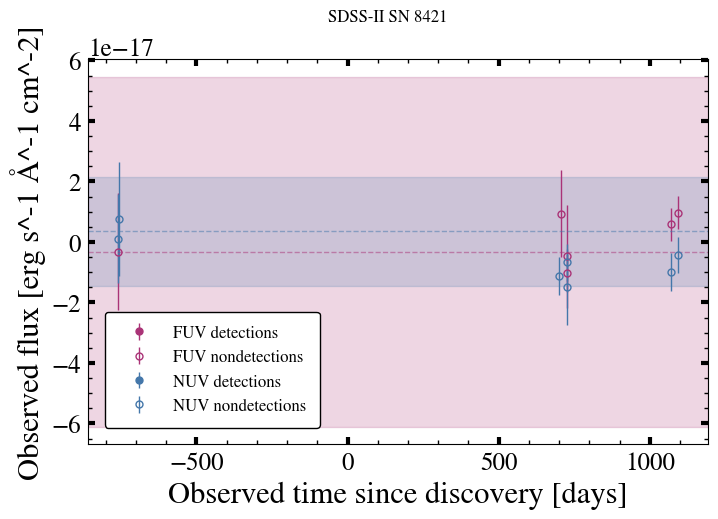 SDSS-II SN 8421
1e−17
Observed flux [erg s^-1 Å^-1 cm^-2]
6
4
2
0
−2
−4
−6
FUV detections
FUV nondetections
NUV detections
NUV nondetections
−500 0 500 1000
Observed time since discovery [days]